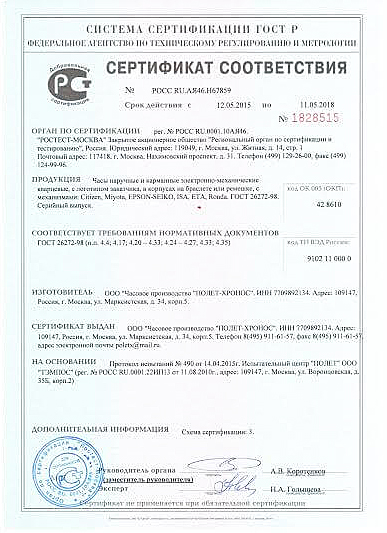 СИСТЕМА СЕРТИФИКАЦИИ ГОСТ Р
ФЕДЕРАЛЬНОЕ АГЕНТСТВО ПО ТЕХНИЧЕСКОМУ РЕГУЛИРОВАНИЮ И МЕТРОЛОГИИ
СЕРТИФИКАТ СООТВЕТСТВИЯ
№ РОСС RU.АЯ46.Н67859
Срок действия с 12.05.2015 по 11.05.2018
№ 1828515
ОРГАН ПО СЕРТИФИКАЦИИ рег. № РОСС RU.0001.10АЯ46.
"РОСТЕСТ-МОСКВА" Закрытое акционерное общество "Региональный орган по сертификации и
тестированию", Россия. Юридический адрес: 119049, г. Москва, ул. Житная, д. 14, стр. 1
Почтовый адрес: 117418, г. Москва, Нахимовский проспект, д. 31. Телефон (499) 129-26-00, факс (499)
124-99-96.
ПРОДУКЦИЯ Часы наручные и карманные электронно-механические
кварцевые, с логотипом заказчика, в корпусах на браслете или ремешке, с
механизмами: Citizen, Miyota, EPSON-SEIKO, ISA, ETA, Ronda. ГОСТ 26272-98.
Серийный выпуск.
код ОК 005 (ОКП):
42 8610
СООТВЕТСТВУЕТ ТРЕБОВАНИЯМ НОРМАТИВНЫХ ДОКУМЕНТОВ
ГОСТ 26272-98 (п.п. 4.4; 4.17; 4.20 – 4.33; 4.24 – 4.27; 4.33; 4.35)
код ТН ВЭД России:
9102 11 000 0
ИЗГОТОВИТЕЛЬ ООО "Часовое производство "ПОЛЕТ-ХРОНОС". ИНН 7709892134. Адрес: 109147,
Россия, г. Москва, ул. Марксистская, д. 34, корп.5.
СЕРТИФИКАТ ВЫДАН ООО "Часовое производство "ПОЛЕТ-ХРОНОС". ИНН 7709892134. Адрес:
109147, Россия, г. Москва, ул. Марксистская, д. 34, корп.5. Телефон 8(495) 911-61-57, факс 8(495) 911-61-57,
адрес электронной почты polets@mail.ru.
НА ОСНОВАНИИ Протокол испытаний № 490 от 14.04.2015г. Испытательный центр "ПОЛЕТ" ООО
(рег. № РОСС RU.0001.22ИП13 от 11.08.2010г., адрес: 109147, г. Москва, ул. Воронцовская, д.
35Б, корп.2)
ДОПОЛНИТЕЛЬНАЯ ИНФОРМАЦИЯ Схема сертификации: 3.
Руководитель органа
(заместитель руководителя)
А.В.
Эксперт
Н.А.
Сертификат не применяется при обязательной сертификации